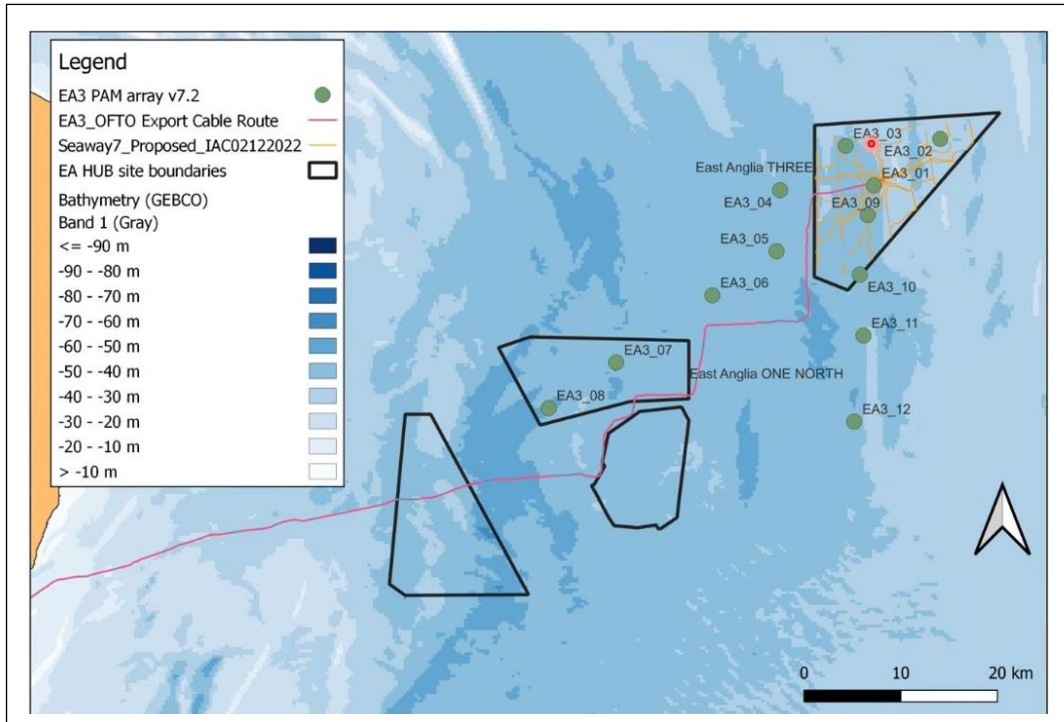 Legend
EA3 PAM array v7.2
EA3_OFTO Export Cable Route
Seaway7_Proposed_IAC02122022
EA HUB site boundaries
Bathymetry (GEBCO)
Band 1 (Gray)
<= -90 m
-90 - -80 m
-80 - -70 m
-70 - -60 m
-60 - -50 m
-50 - -40 m
-40 - -30 m
-30 - -20 m
-20 - -10 m
> -10 m
EA3_03
EA3_02
East Anglia THREE
EA3_01
EA3_04
EA3_09
EA3_05
EA3_10
EA3_06
EA3_11
EA3_07
East Anglia ONE NORTH
EA3_08
EA3_12
0 10 20 km